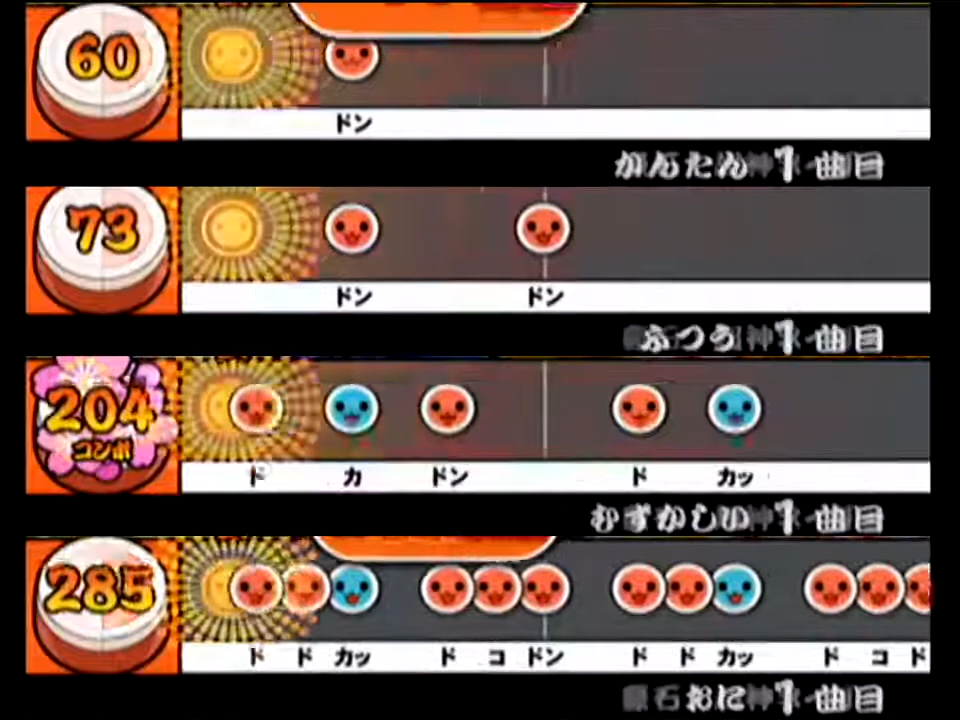 60
ドン
かんたん 1曲目
73
ドン ドン
ふつう 1曲目
204
コンボ
ド カ ドン ド カッ
むずかしい 1曲目
285
ド ド カッ ド コ ドン ド ド カッ ド コ ド
おに 1曲目